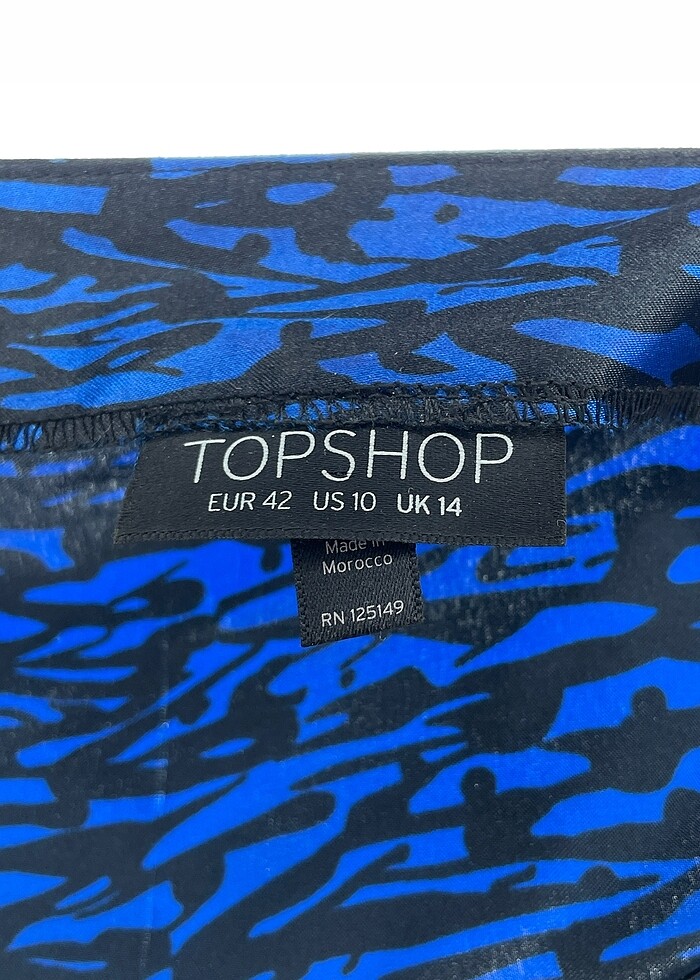 TOPSHOP
EUR 42 US 10 UK 14
Made in
Morocco
RN 125149